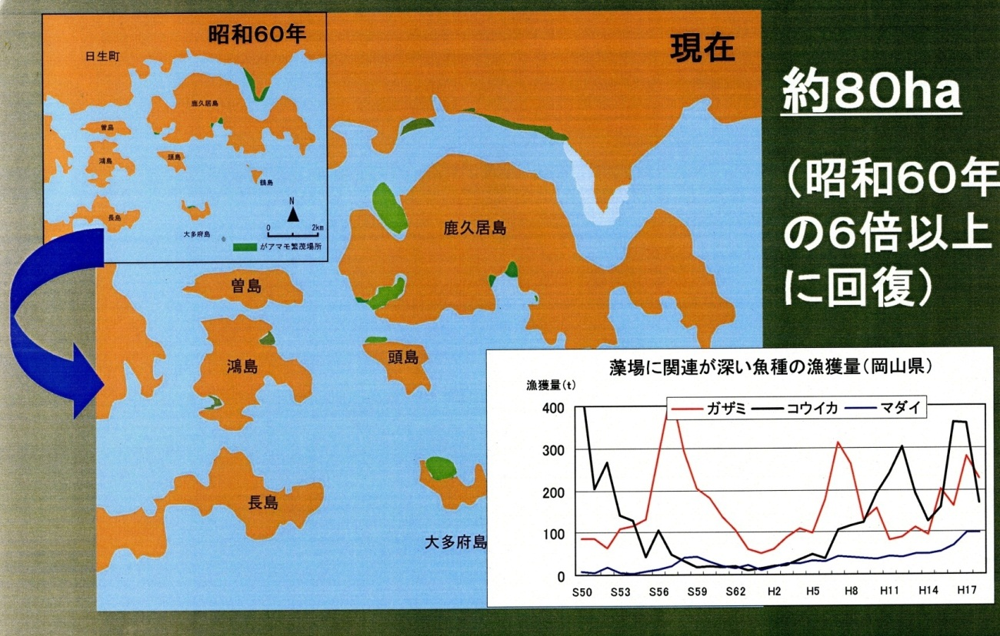 昭和60年
日生町
鹿久居島
曽島
鴻島
頭島
鶴島
長島
大多府島
N
0 2km
がアマモ繁茂場所
現在
鹿久居島
曽島
鴻島
頭島
長島
大多府島
約80ha
(昭和60年
の6倍以上
に回復)
藻場に関連が深い魚種の漁獲量(岡山県)
漁獲量(t)
ガザミ コウイカ マダイ
400
300
200
100
0
S50 S53 S56 S59 S62 H2 H5 H8 H11 H14 H17